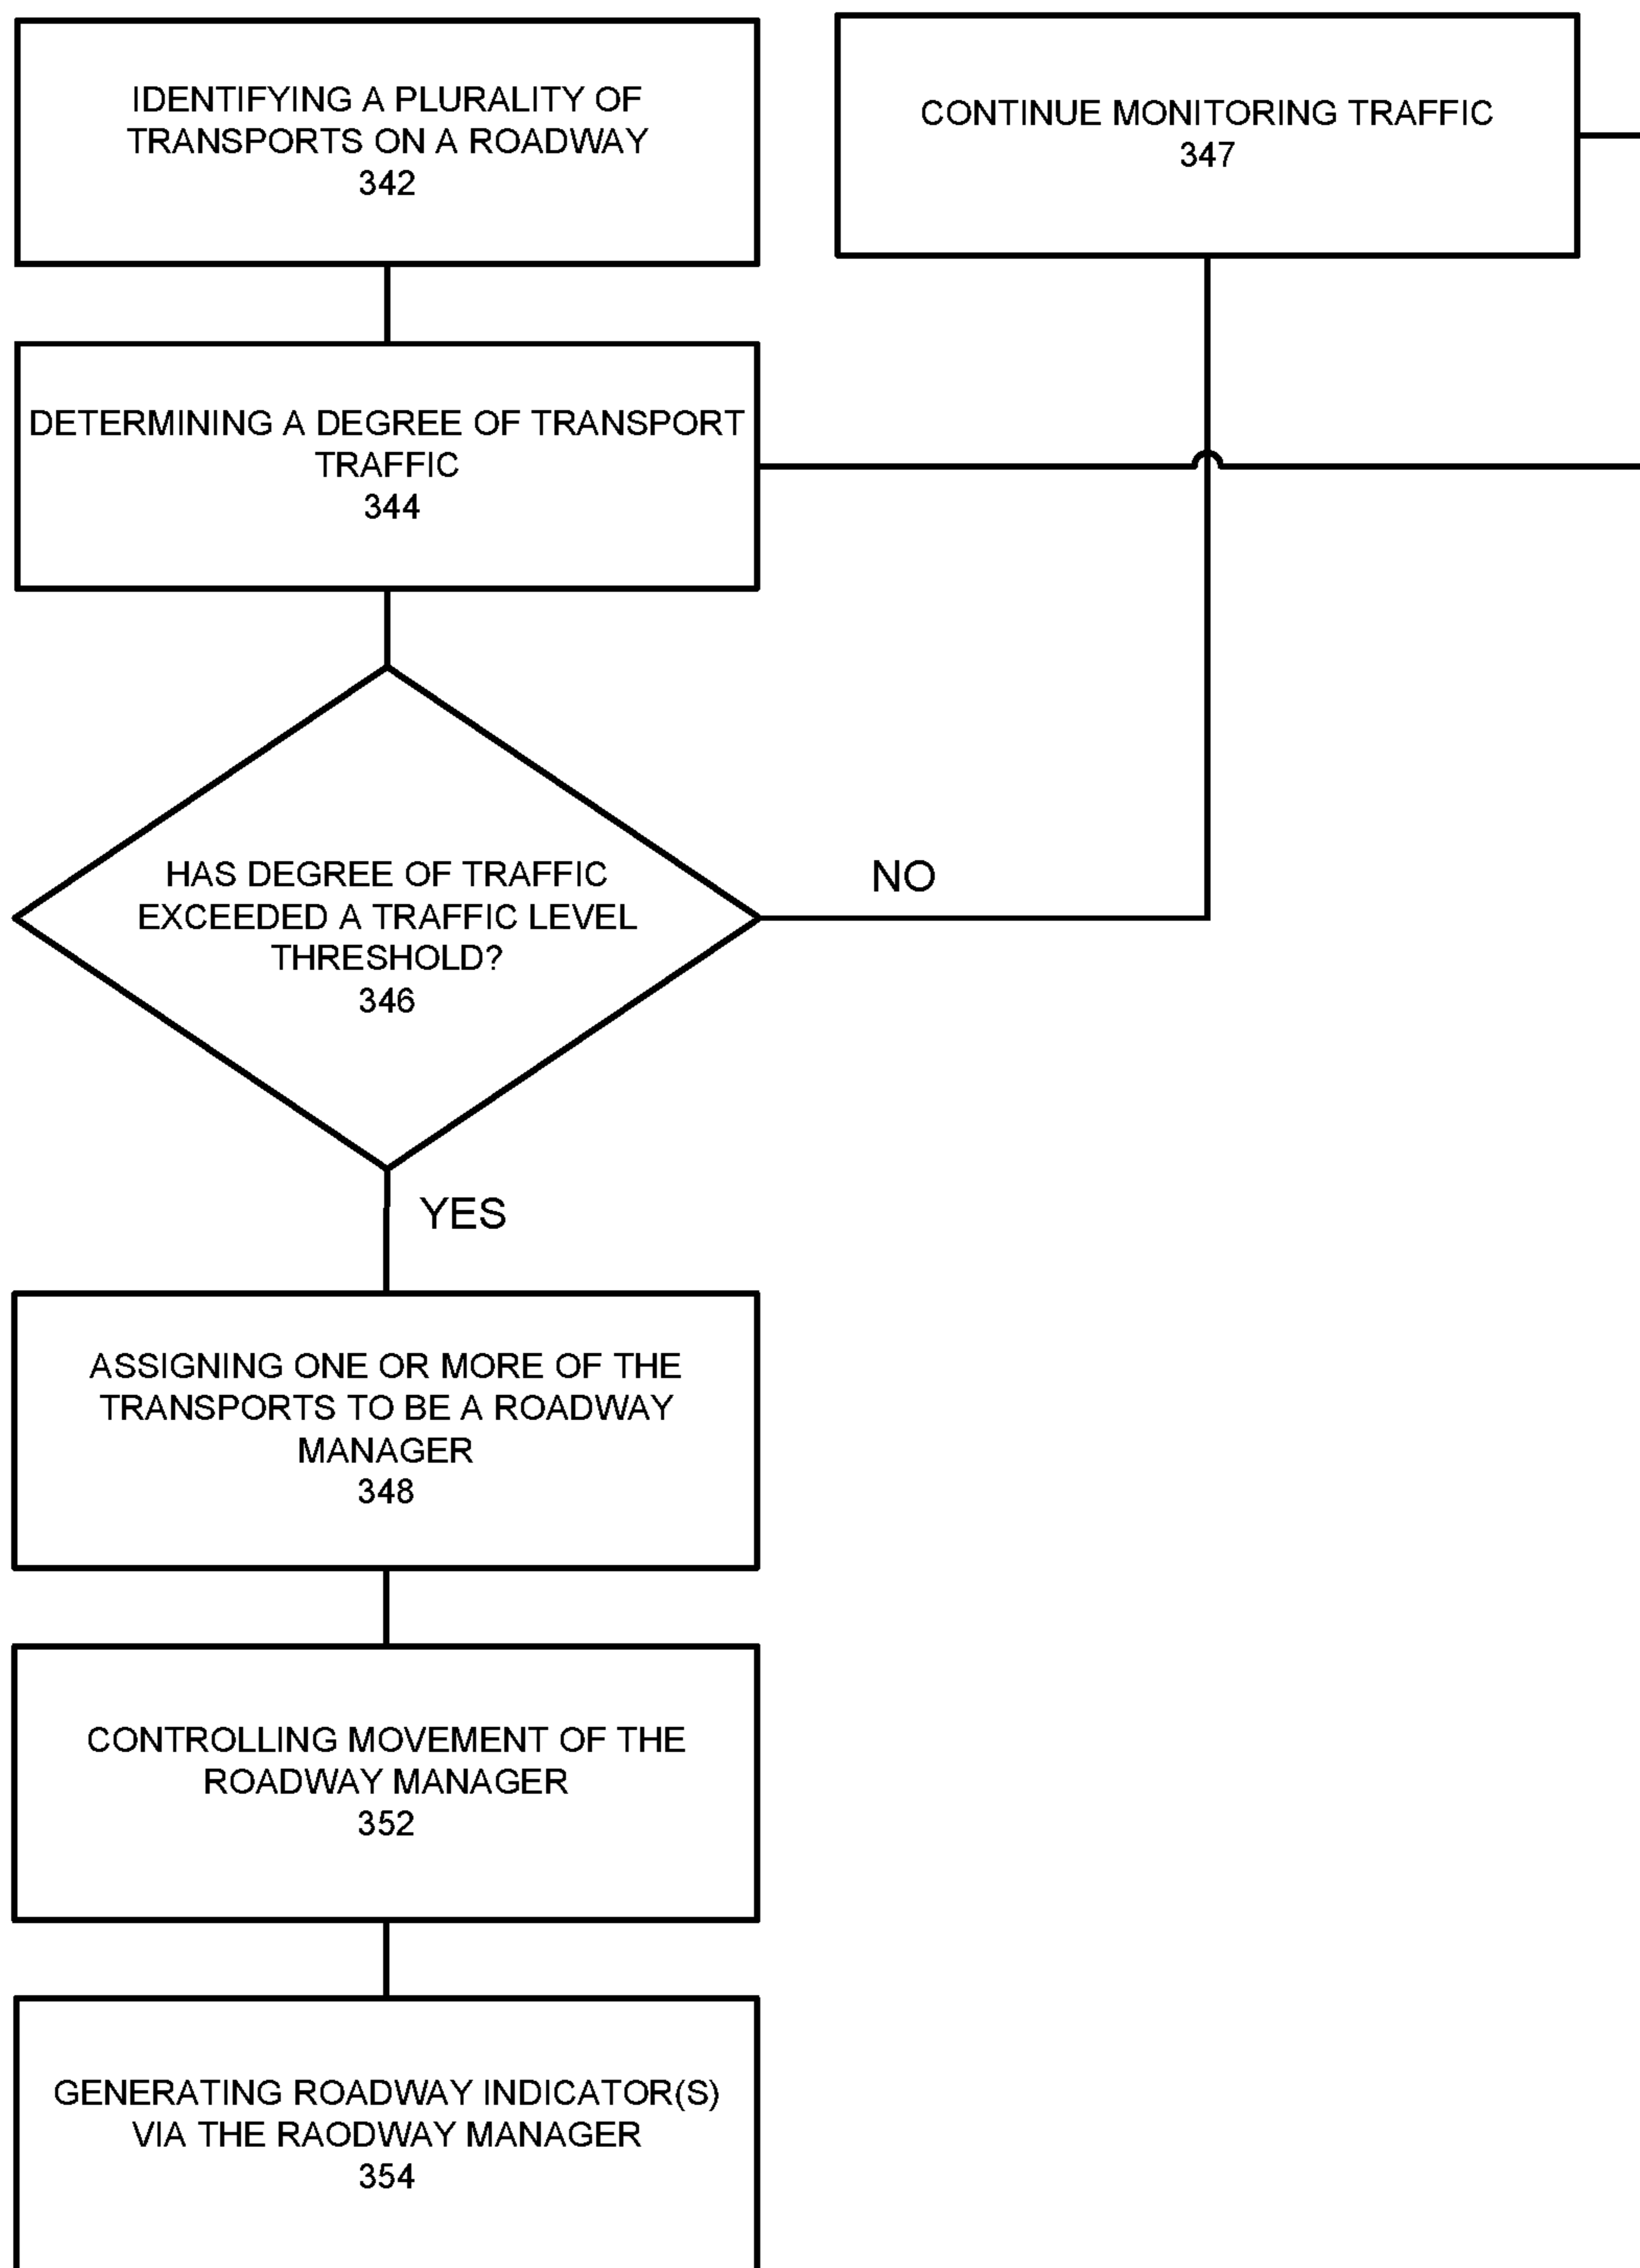 IDENTIFYING A PLURALITY OF
TRANSPORTS ON A ROADWAY
342
CONTINUE MONITORING TRAFFIC
347
DETERMINING A DEGREE OF TRANSPORT
TRAFFIC
344
HAS DEGREE OF TRAFFIC
EXCEEDED A TRAFFIC LEVEL
THRESHOLD?
346
NO
YES
ASSIGNING ONE OR MORE OF THE
TRANSPORTS TO BE A ROADWAY
MANAGER
348
CONTROLLING MOVEMENT OF THE
ROADWAY MANAGER
352
GENERATING ROADWAY INDICATOR(S)
VIA THE RAODWAY MANAGER
354